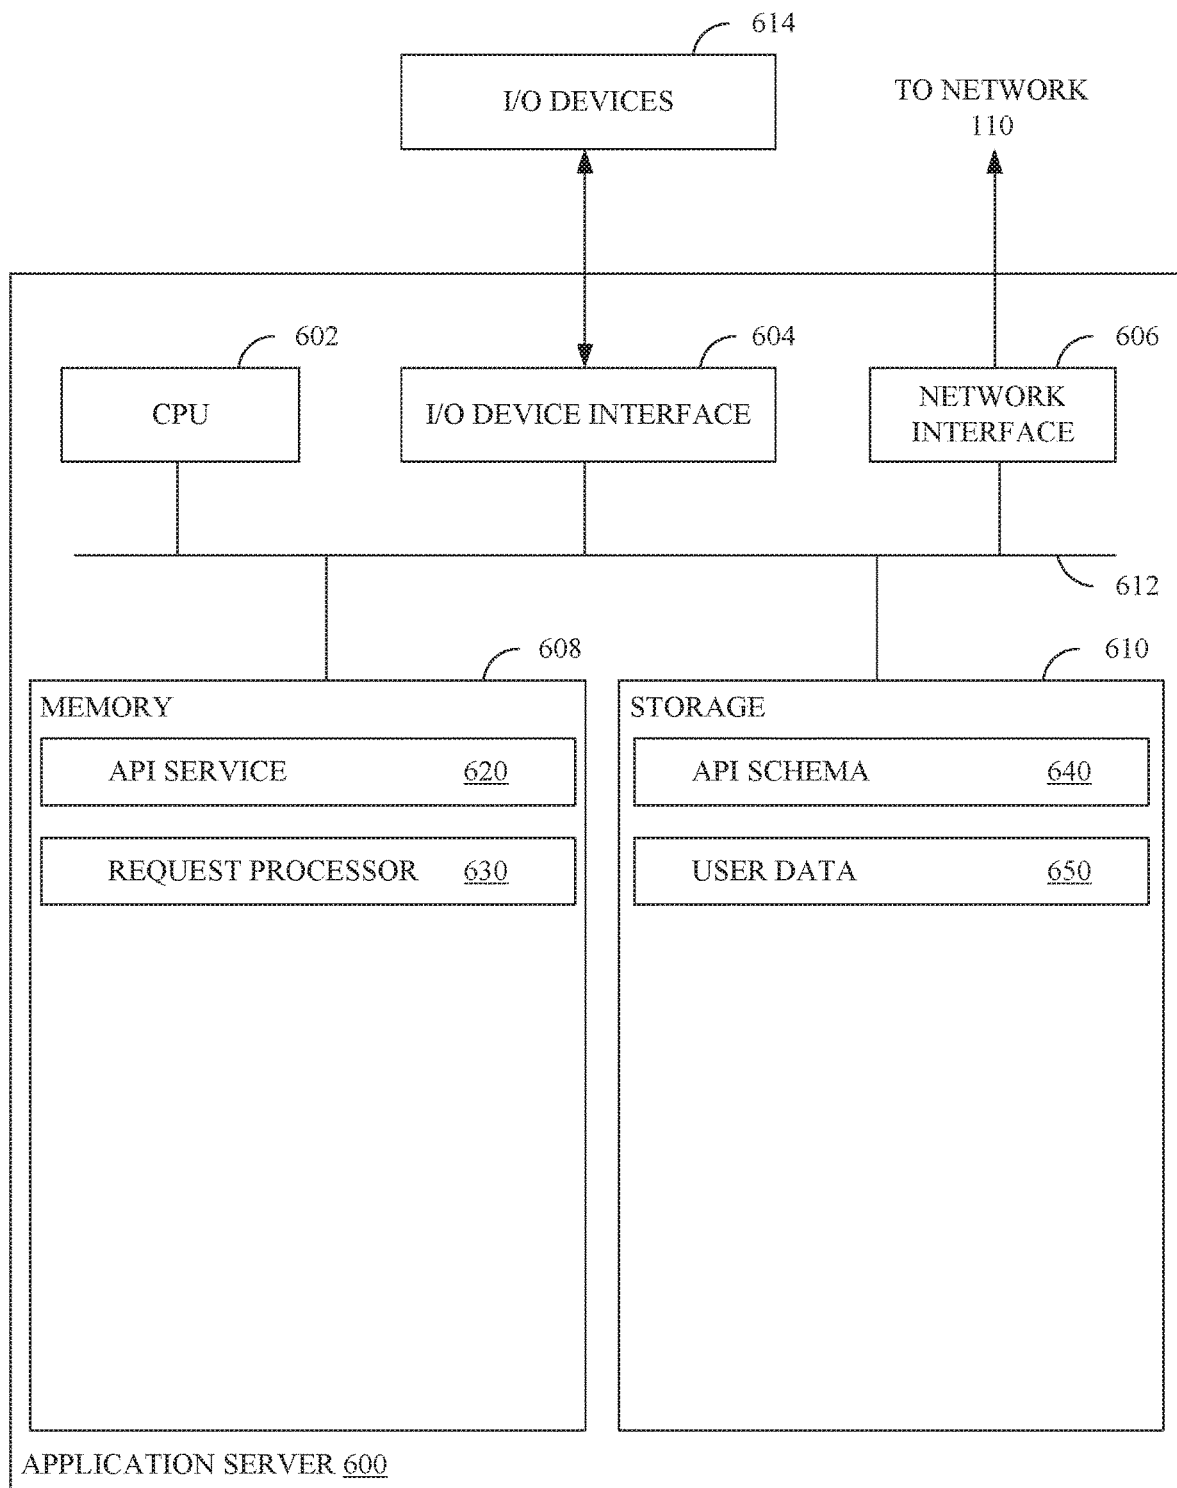 614
I/O DEVICES
TO NETWORK
110
602
604
606
CPU
I/O DEVICE INTERFACE
NETWORK
INTERFACE
612
608
610
MEMORY
STORAGE
API SERVICE 620
API SCHEMA 640
REQUEST PROCESSOR 630
USER DATA 650
APPLICATION SERVER 600